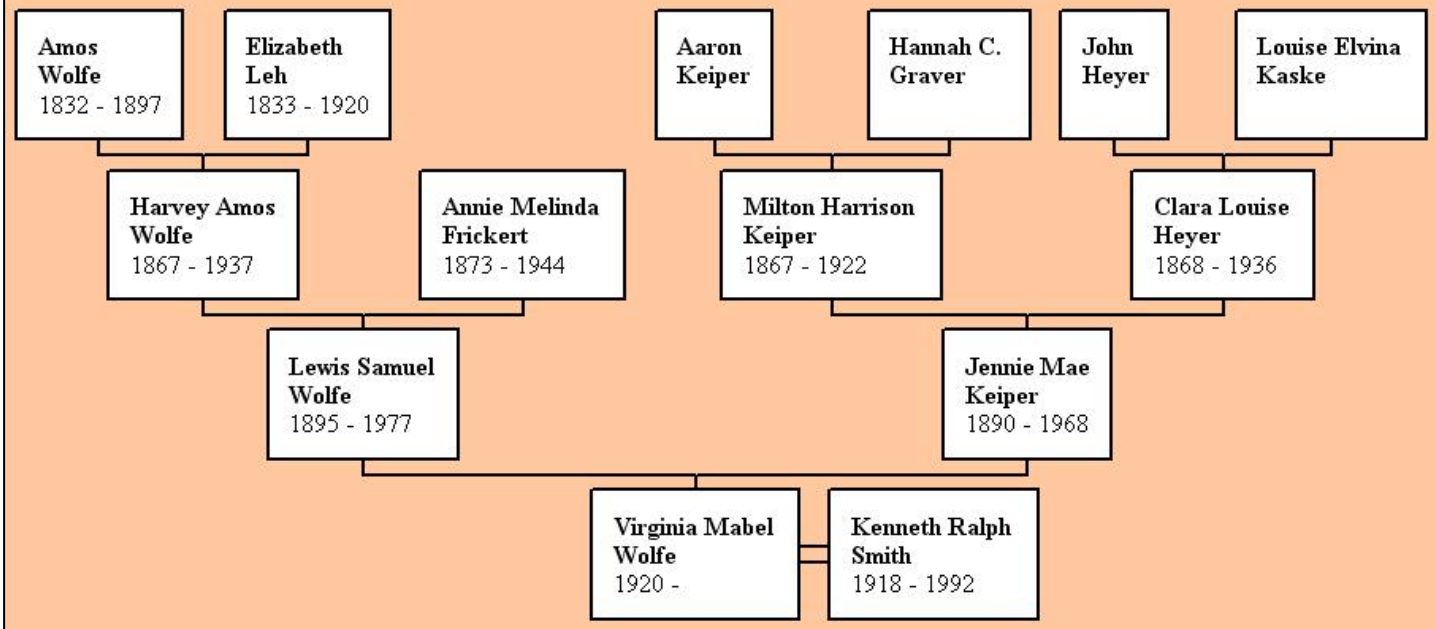 Amos
Wolfe
1832 - 1897
Elizabeth
Leh
1833 - 1920
Aaron
Keiper
Hannah C.
Graver
John
Heyer
Louise Elvina
Kaske
Harvey Amos
Wolfe
1867 - 1937
Annie Melinda
Frickert
1873 - 1944
Milton Harrison
Keiper
1867 - 1922
Clara Louise
Heyer
1868 - 1936
Lewis Samuel
Wolfe
1895 - 1977
Jennie Mae
Keiper
1890 - 1968
Virginia Mabel
Wolfe
1920 -
Kenneth Ralph
Smith
1918 - 1992